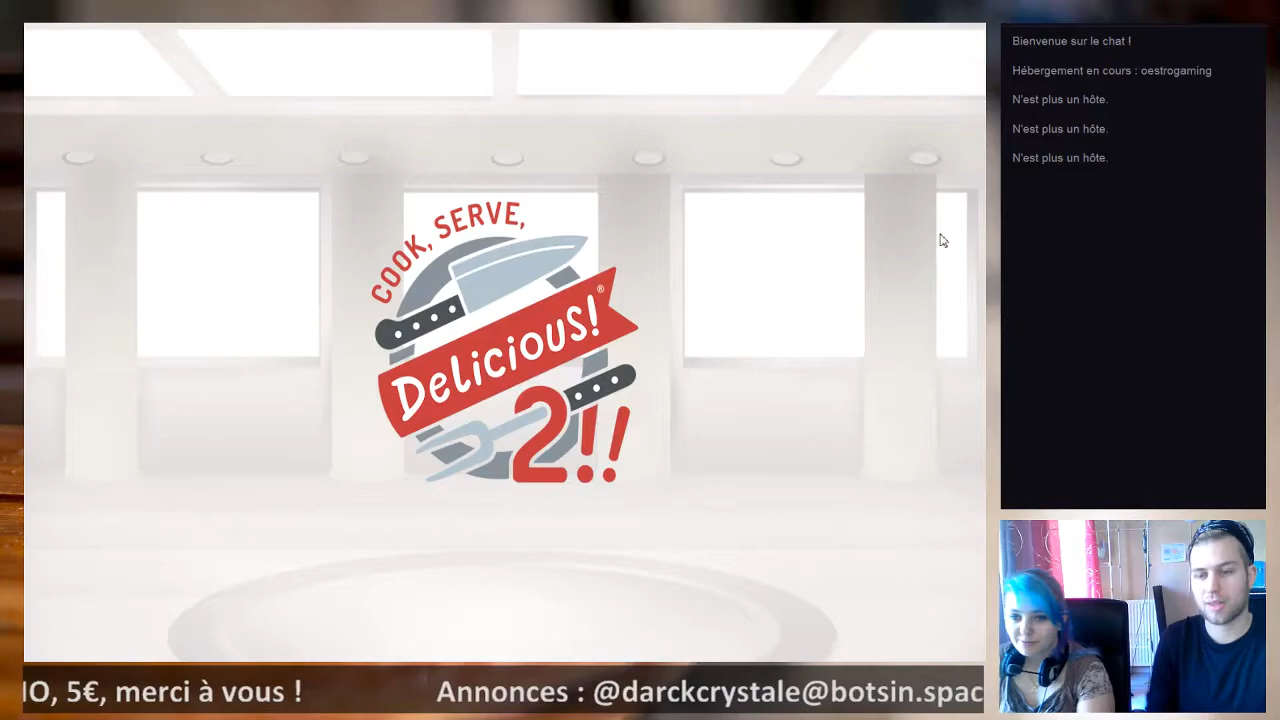 Bienvenue sur le chat !
Hébergement en cours : oestrogaming
N'est plus un hôte.
N'est plus un hôte.
N'est plus un hôte.
COOK, SERVE,
Delicious!®
2!!
IO, 5€, merci à vous ! Annonces : @darckcrystale@botsin.spac